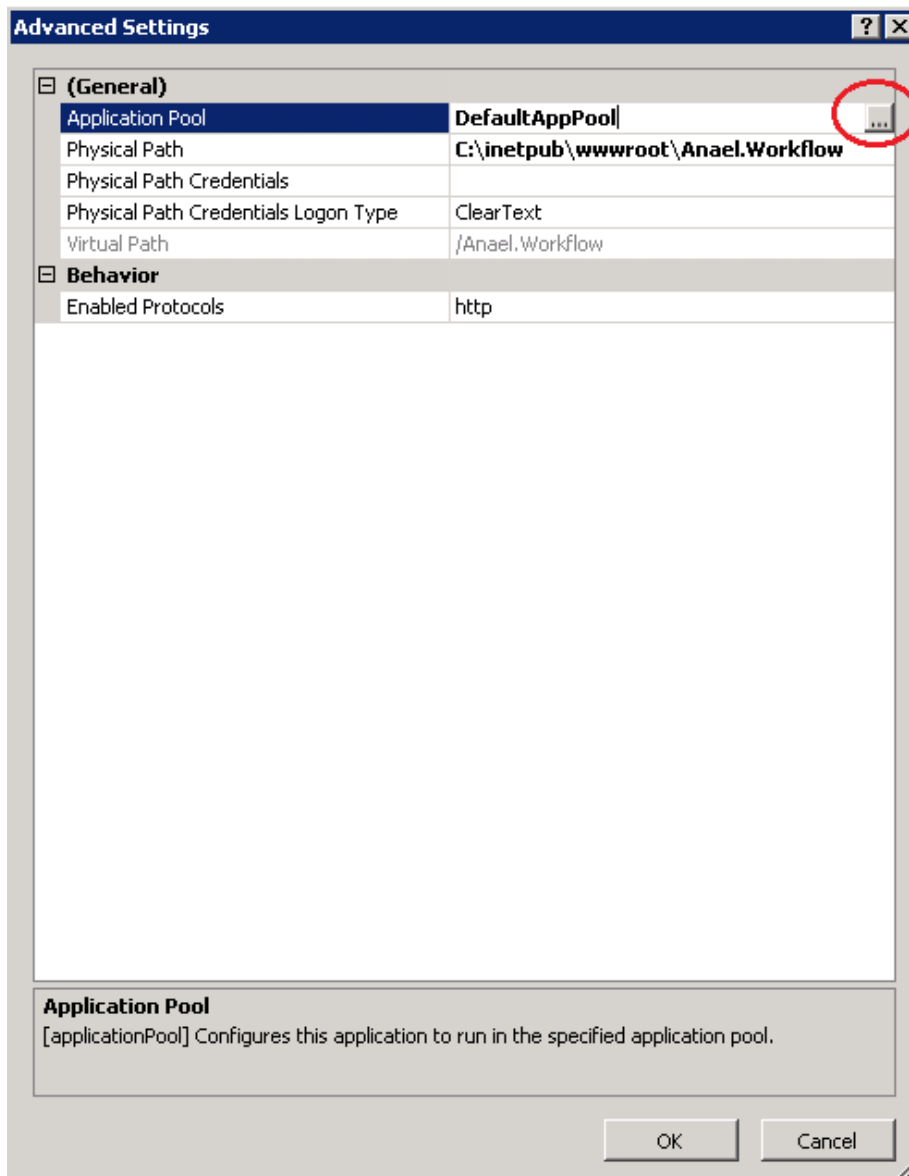 Advanced Settings
(General)
Application Pool DefaultAppPool ...
Physical Path C:\inetpub\wwwroot\Anael.Workflow
Physical Path Credentials
Physical Path Credentials Logon Type ClearText
Virtual Path /Anael.Workflow
Behavior
Enabled Protocols http
Application Pool
[applicationPool] Configures this application to run in the specified application pool.
OK Cancel